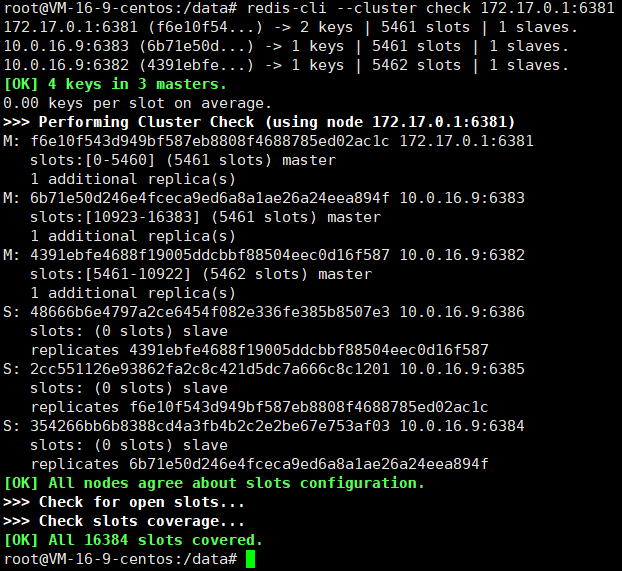 root@VM-16-9-centos:/data# redis-cli --cluster check 172.17.0.1:6381
172.17.0.1:6381 (f6e10f54...) -> 2 keys | 5461 slots | 1 slaves.
10.0.16.9:6383 (6b71e50d...) -> 1 keys | 5461 slots | 1 slaves.
10.0.16.9:6382 (4391ebfe...) -> 1 keys | 5462 slots | 1 slaves.
[OK] 4 keys in 3 masters.
0.00 keys per slot on average.
>>> Performing Cluster Check (using node 172.17.0.1:6381)
M: f6e10f543d949bf587eb8808f4688785ed02ac1c 172.17.0.1:6381
   slots:[0-5460] (5461 slots) master
   1 additional replica(s)
M: 6b71e50d246e4fceca9ed6a8a1ae26a24eea894f 10.0.16.9:6383
   slots:[10923-16383] (5461 slots) master
   1 additional replica(s)
M: 4391ebfe4688f19005ddcbbf88504eec0d16f587 10.0.16.9:6382
   slots:[5461-10922] (5462 slots) master
   1 additional replica(s)
S: 48666b6e4797a2ce6454f082e336fe385b8507e3 10.0.16.9:6386
   slots: (0 slots) slave
   replicates 4391ebfe4688f19005ddcbbf88504eec0d16f587
S: 2cc551126e93862fa2c8c421d5dc7a666c8c1201 10.0.16.9:6385
   slots: (0 slots) slave
   replicates f6e10f543d949bf587eb8808f4688785ed02ac1c
S: 354266bb6b8388cd4a3fb4b2c2e2be67e753af03 10.0.16.9:6384
   slots: (0 slots) slave
   replicates 6b71e50d246e4fceca9ed6a8a1ae26a24eea894f
[OK] All nodes agree about slots configuration.
>>> Check for open slots...
>>> Check slots coverage...
[OK] All 16384 slots covered.
root@VM-16-9-centos:/data#